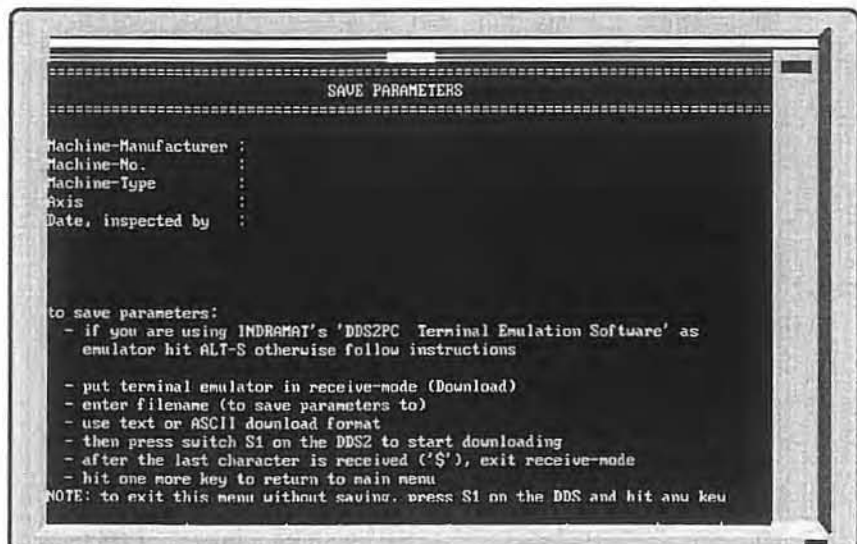 ============================================================
SAVE PARAMETERS
============================================================
Machine-Manufacturer :
Machine-No. :
Machine-Type :
Axis :
Date, inspected by :
to save parameters:
- if you are using INDRAMAT's 'DDS2PC Terminal Emulation Software' as
emulator hit ALT-S otherwise follow instructions
- put terminal emulator in receive-mode (Download)
- enter filename (to save parameters to)
- use text or ASCII download format
- then press switch S1 on the DDS2 to start downloading
- after the last character is received ('$'), exit receive-mode
- hit one more key to return to main menu
NOTE: to exit this menu without saving, press S1 on the DDS and hit any key